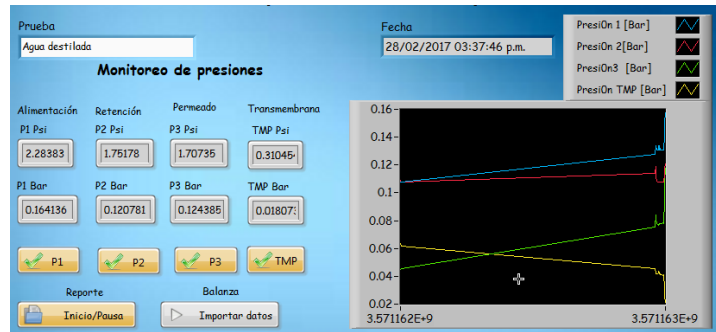 Prueba
Agua destilada
Fecha
28/02/2017 03:37:46 p.m.
Monitoreo de presiones
PresiOn 1 [Bar]
PresiOn 2[Bar]
PresiOn3 [Bar]
PresiOn TMP [Bar]
Alimentación Retención Permeado Transmembrana
P1 Psi P2 Psi P3 Psi TMP Psi
2.28383 1.75178 1.70735 0.31045
P1 Bar P2 Bar P3 Bar TMP Bar
0.164136 0.120781 0.124385 0.01807
P1 P2 P3 TMP
Reporte Balanza
Inicio/Pausa Importar datos
0.16
0.14
0.12
0.1
0.08
0.06
0.04
0.02
3.571162E+9 3.571163E+9